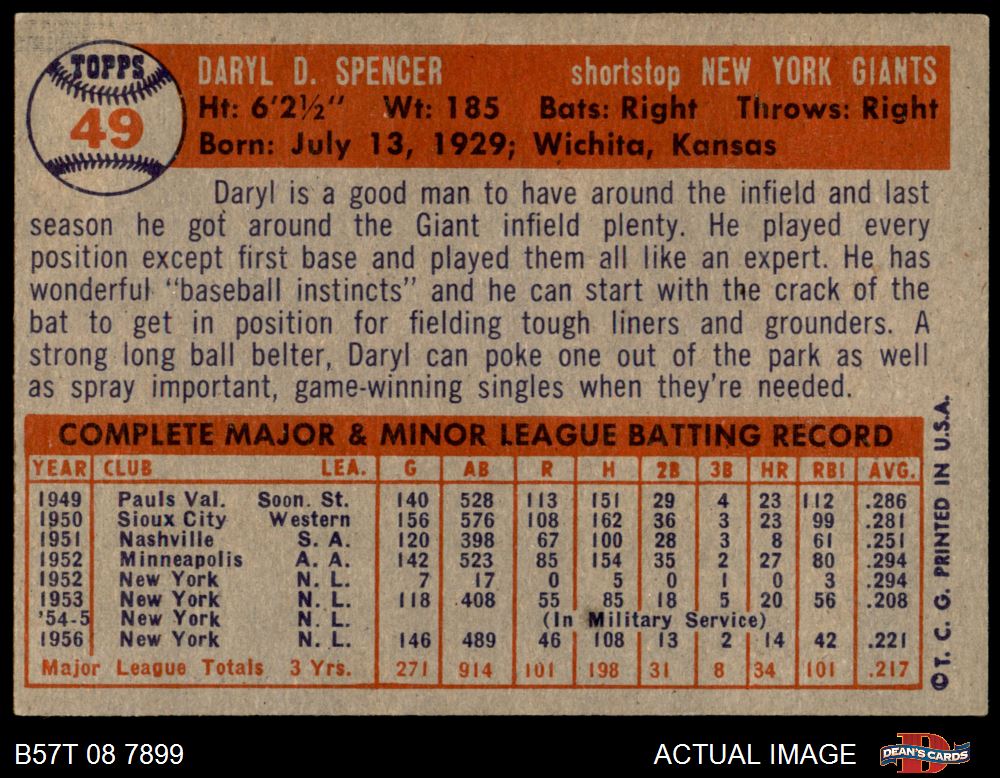 TOPPS
49
DARYL D. SPENCER shortstop NEW YORK GIANTS
Ht: 6'2½" Wt: 185 Bats: Right Throws: Right
Born: July 13, 1929; Wichita, Kansas
Daryl is a good man to have around the infield and last
season he got around the Giant infield plenty. He played every
position except first base and played them all like an expert. He has
wonderful "baseball instincts" and he can start with the crack of the
bat to get in position for fielding tough liners and grounders. A
strong long ball belter, Daryl can poke one out of the park as well
as spray important, game-winning singles when they're needed.
COMPLETE MAJOR & MINOR LEAGUE BATTING RECORD
YEAR CLUB LEA. G AB R H 2B 3B HR RBI AVG.
1949 Pauls Val. Soon. St. 140 528 113 151 29 4 23 112 .286
1950 Sioux City Western 156 576 108 162 36 3 23 99 .281
1951 Nashville S. A. 120 398 67 100 28 3 8 61 .251
1952 Minneapolis A. A. 142 523 85 154 35 2 27 80 .294
1952 New York N. L. 7 17 0 5 0 1 0 3 .294
1953 New York N. L. 118 408 55 85 18 5 20 56 .208
'54-5 New York N. L. (In Military Service)
1956 New York N. L. 146 489 46 108 13 2 14 42 .221
Major League Totals 3 Yrs. 271 914 101 198 31 8 34 101 .217
© T. C. G. PRINTED IN U.S.A.
B57T 08 7899 ACTUAL IMAGE DEAN'S CARDS